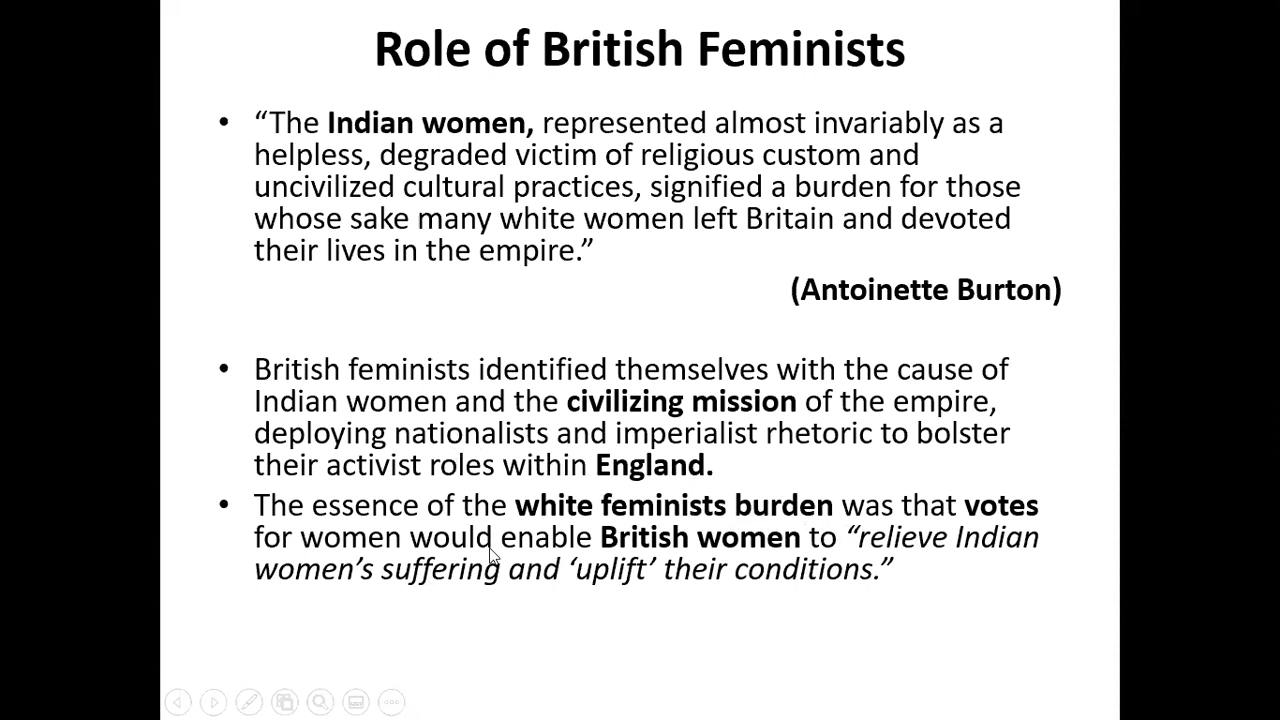 Role of British Feminists
• “The Indian women, represented almost invariably as a
helpless, degraded victim of religious custom and
uncivilized cultural practices, signified a burden for those
whose sake many white women left Britain and devoted
their lives in the empire.”
(Antoinette Burton)
• British feminists identified themselves with the cause of
Indian women and the civilizing mission of the empire,
deploying nationalists and imperialist rhetoric to bolster
their activist roles within England.
• The essence of the white feminists burden was that votes
for women would enable British women to “relieve Indian
women’s suffering and ‘uplift’ their conditions.”